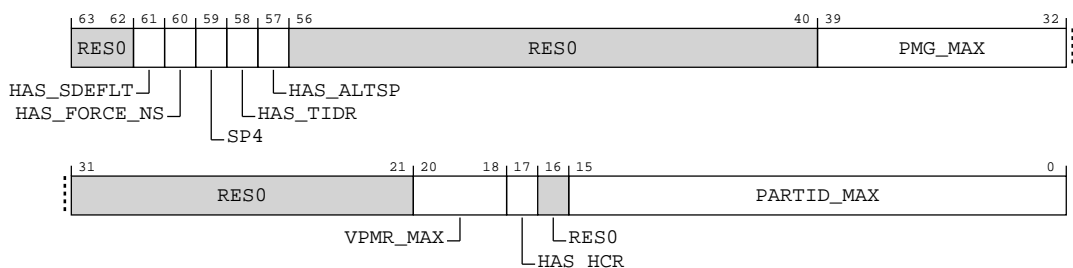 63 62 61 60 59 58 57 56 40 39 32
RES0 RES0 PMG_MAX
HAS_SDEFLT HAS_ALTSP
HAS_FORCE_NS HAS_TIDR
SP4
31 21 20 18 17 16 15 0
RES0 PARTID_MAX
VPMR_MAX RES0
HAS_HCR